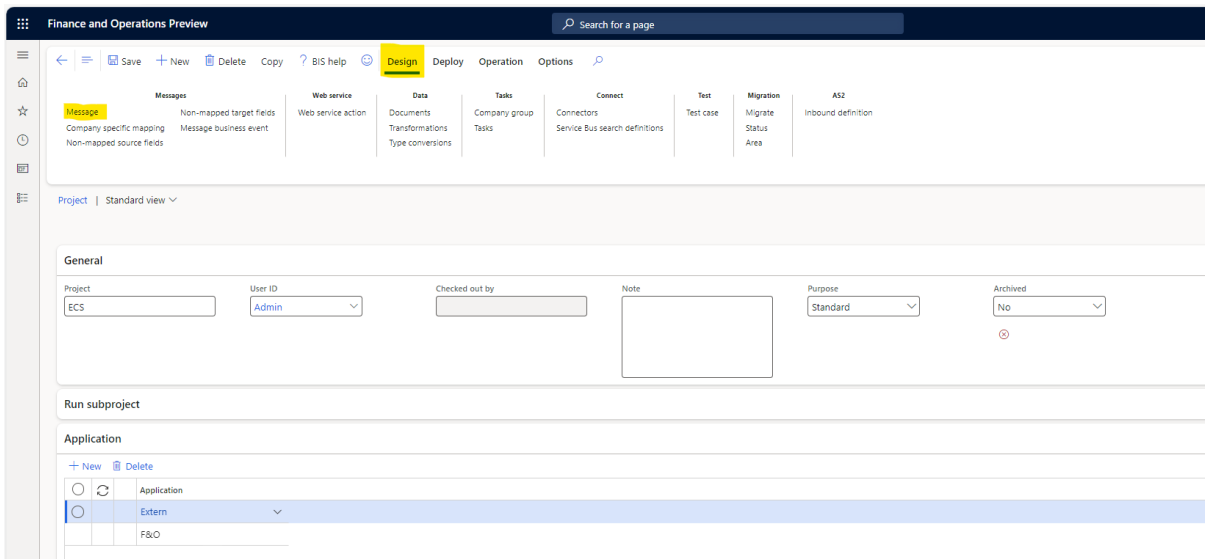 Finance and Operations Preview
Search for a page
Save New Delete Copy BIS help Design Deploy Operation Options
Messages Web service Data Tasks Connect Test Migration AS2
Message Non-mapped target fields Web service action Documents Company group Connectors Test case Migrate Inbound definition
Company specific mapping Message business event Transformations Tasks Service Bus search definitions Status
Non-mapped source fields Type conversions Area
Project | Standard view
General
Project User ID Checked out by Note Purpose Archived
ECS Admin Standard No
Run subproject
Application
New Delete
Application
Extern
F&O